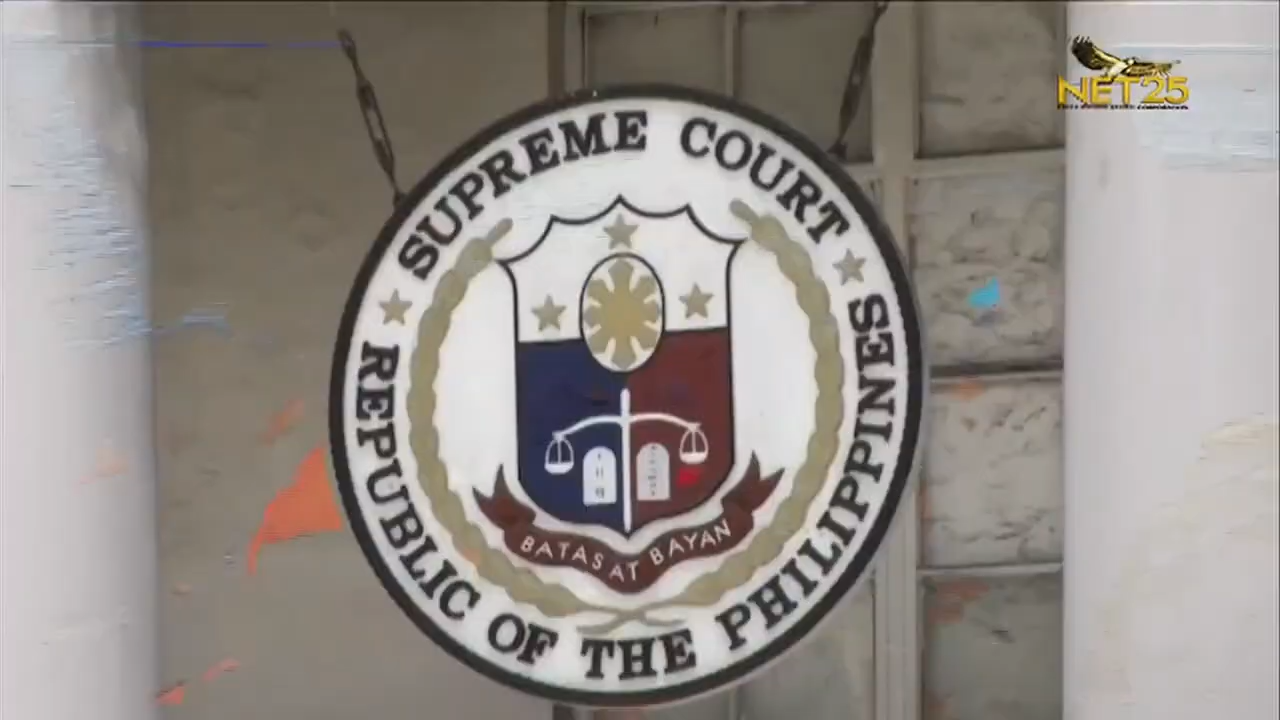 SUPREME COURT
REPUBLIC OF THE PHILIPPINES
BATAS AT BAYAN
NET25